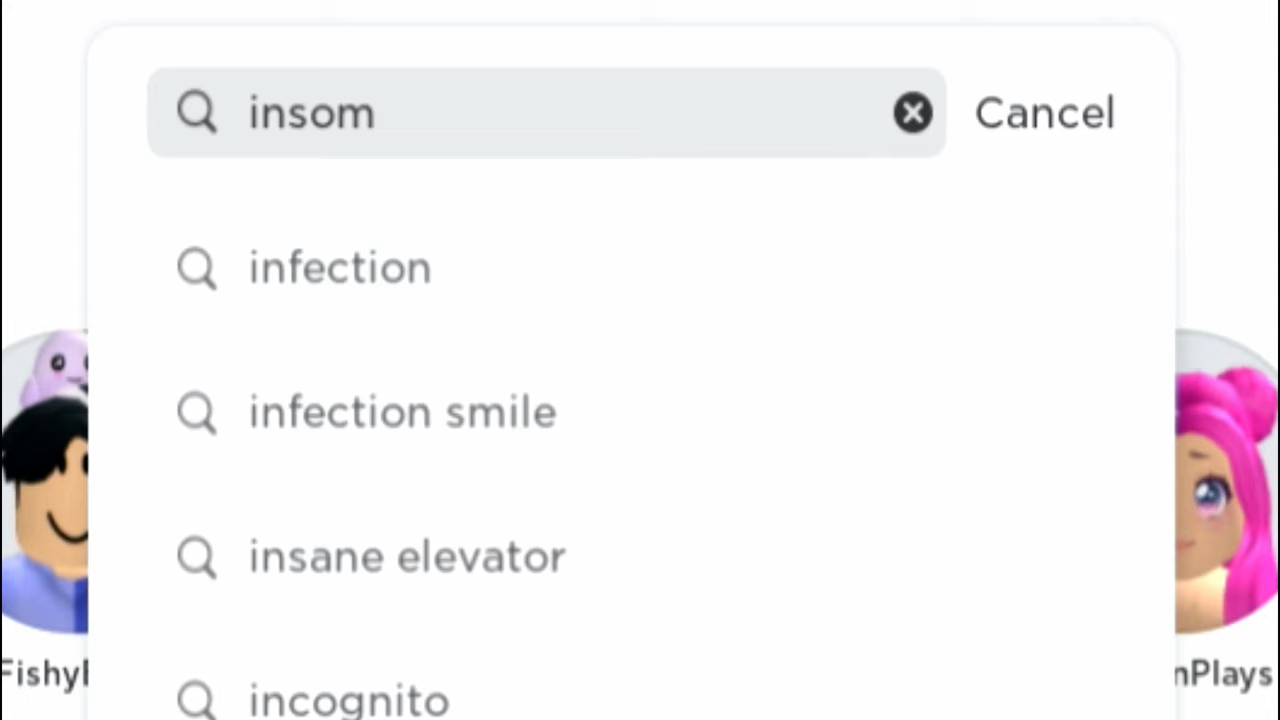 insom
Cancel
infection
infection smile
insane elevator
incognito
Fishy
nPlays